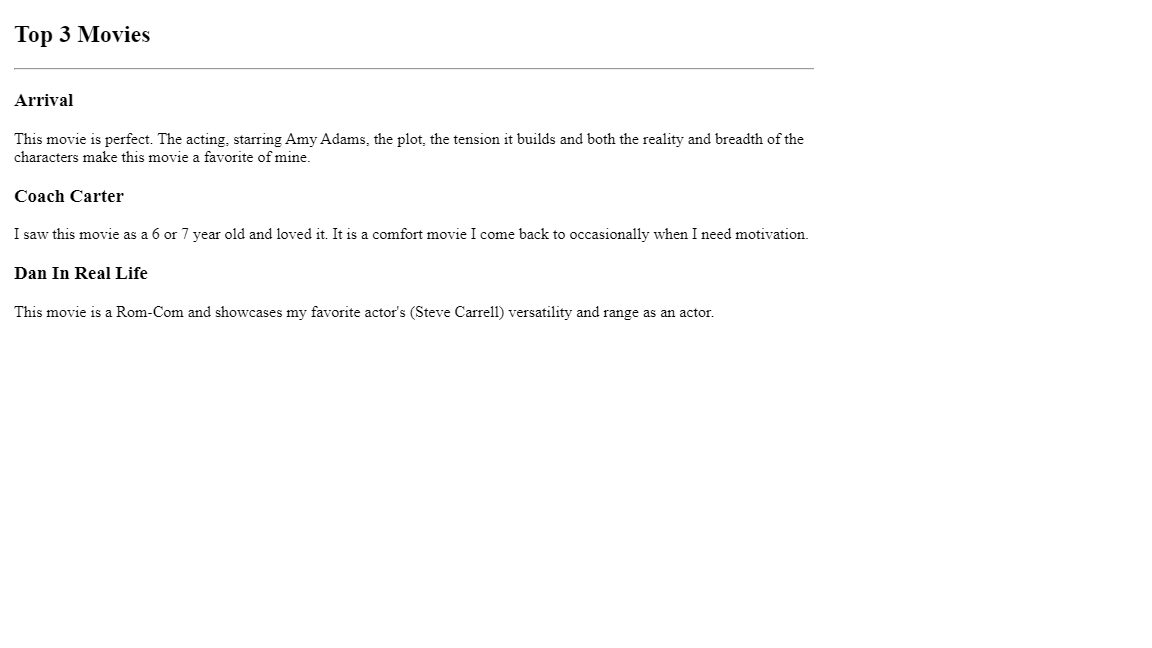 Top 3 Movies
Arrival
This movie is perfect. The acting, starring Amy Adams, the plot, the tension it builds and both the reality and breadth of the
characters make this movie a favorite of mine.
Coach Carter
I saw this movie as a 6 or 7 year old and loved it. It is a comfort movie I come back to occasionally when I need motivation.
Dan In Real Life
This movie is a Rom-Com and showcases my favorite actor's (Steve Carrell) versatility and range as an actor.